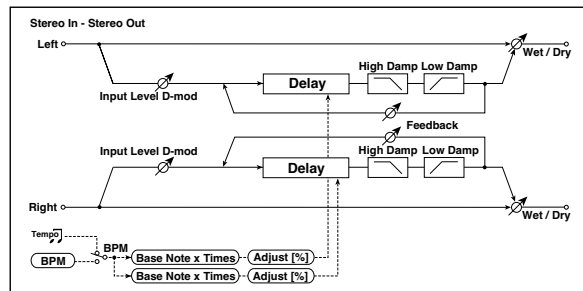 Stereo In - Stereo Out
Left
Wet / Dry
High Damp Low Damp
Delay
Input Level D-mod
Feedback
Input Level D-mod
High Damp Low Damp
Delay
Right
Wet / Dry
Tempo
BPM
BPM
Base Note x Times
Adjust [%]
Base Note x Times
Adjust [%]